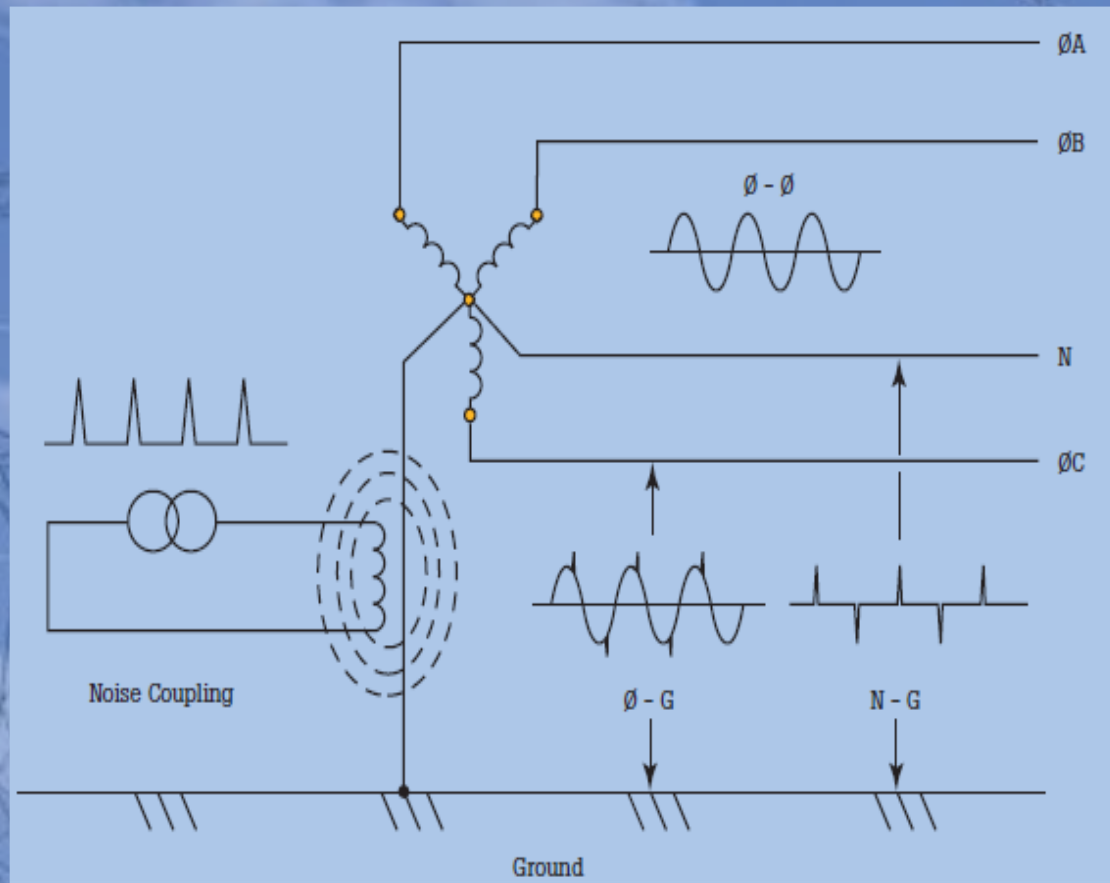 ØA
ØB
Ø - Ø
N
ØC
Noise Coupling
Ø - G
N - G
Ground